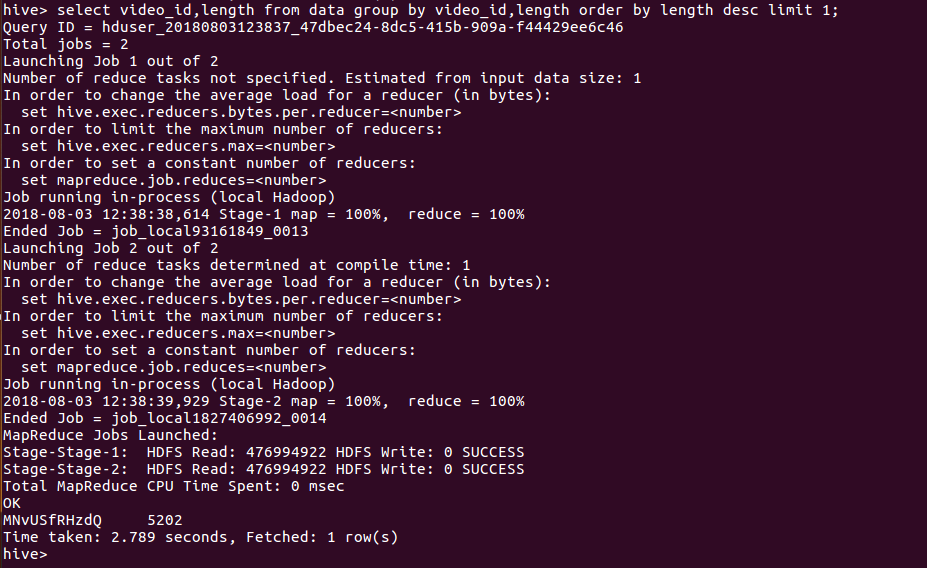 hive> select video_id,length from data group by video_id,length order by length desc limit 1;
Query ID = hduser_20180803123837_47dbec24-8dc5-415b-909a-f44429ee6c46
Total jobs = 2
Launching Job 1 out of 2
Number of reduce tasks not specified. Estimated from input data size: 1
In order to change the average load for a reducer (in bytes):
  set hive.exec.reducers.bytes.per.reducer=<number>
In order to limit the maximum number of reducers:
  set hive.exec.reducers.max=<number>
In order to set a constant number of reducers:
  set mapreduce.job.reduces=<number>
Job running in-process (local Hadoop)
2018-08-03 12:38:38,614 Stage-1 map = 100%,  reduce = 100%
Ended Job = job_local93161849_0013
Launching Job 2 out of 2
Number of reduce tasks determined at compile time: 1
In order to change the average load for a reducer (in bytes):
  set hive.exec.reducers.bytes.per.reducer=<number>
In order to limit the maximum number of reducers:
  set hive.exec.reducers.max=<number>
In order to set a constant number of reducers:
  set mapreduce.job.reduces=<number>
Job running in-process (local Hadoop)
2018-08-03 12:38:39,929 Stage-2 map = 100%,  reduce = 100%
Ended Job = job_local1827406992_0014
MapReduce Jobs Launched:
Stage-Stage-1:  HDFS Read: 476994922 HDFS Write: 0 SUCCESS
Stage-Stage-2:  HDFS Read: 476994922 HDFS Write: 0 SUCCESS
Total MapReduce CPU Time Spent: 0 msec
OK
MNvUSfRHzdQ     5202
Time taken: 2.789 seconds, Fetched: 1 row(s)
hive>